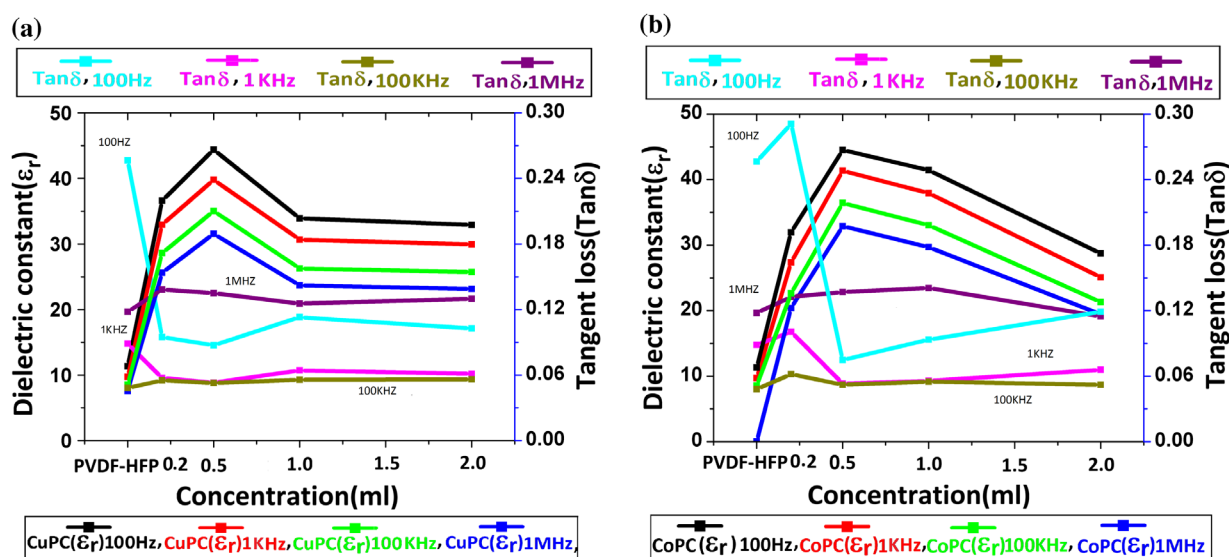 (a)
Tanδ, 100Hz Tanδ, 1KHz Tanδ, 100KHz Tanδ, 1MHz
50
40
30
20
10
0
Dielectric constant(εr)
100HZ
1MHZ
1KHZ
100KHZ
0.30
0.24
0.18
0.12
0.06
0.00
Tangent loss(Tanδ)
PVDF-HFP 0.2 0.5 1.0 1.5 2.0
Concentration(ml)
CuPC(εr)100Hz, CuPC(εr)1KHz, CuPC(εr)100KHz, CuPC(εr)1MHz,
(b)
Tanδ, 100Hz Tanδ, 1KHz Tanδ, 100KHz Tanδ, 1MHz
50
40
30
20
10
0
Dielectric constant(εr)
100HZ
1MHZ
1KHZ
100KHZ
0.30
0.24
0.18
0.12
0.06
0.00
Tangent loss(Tanδ)
PVDF-HFP 0.2 0.5 1.0 1.5 2.0
Concentration(ml)
CoPC(εr) 100Hz, CoPC(εr)1KHz, CoPC(εr)100KHz, CoPC(εr)1MHz